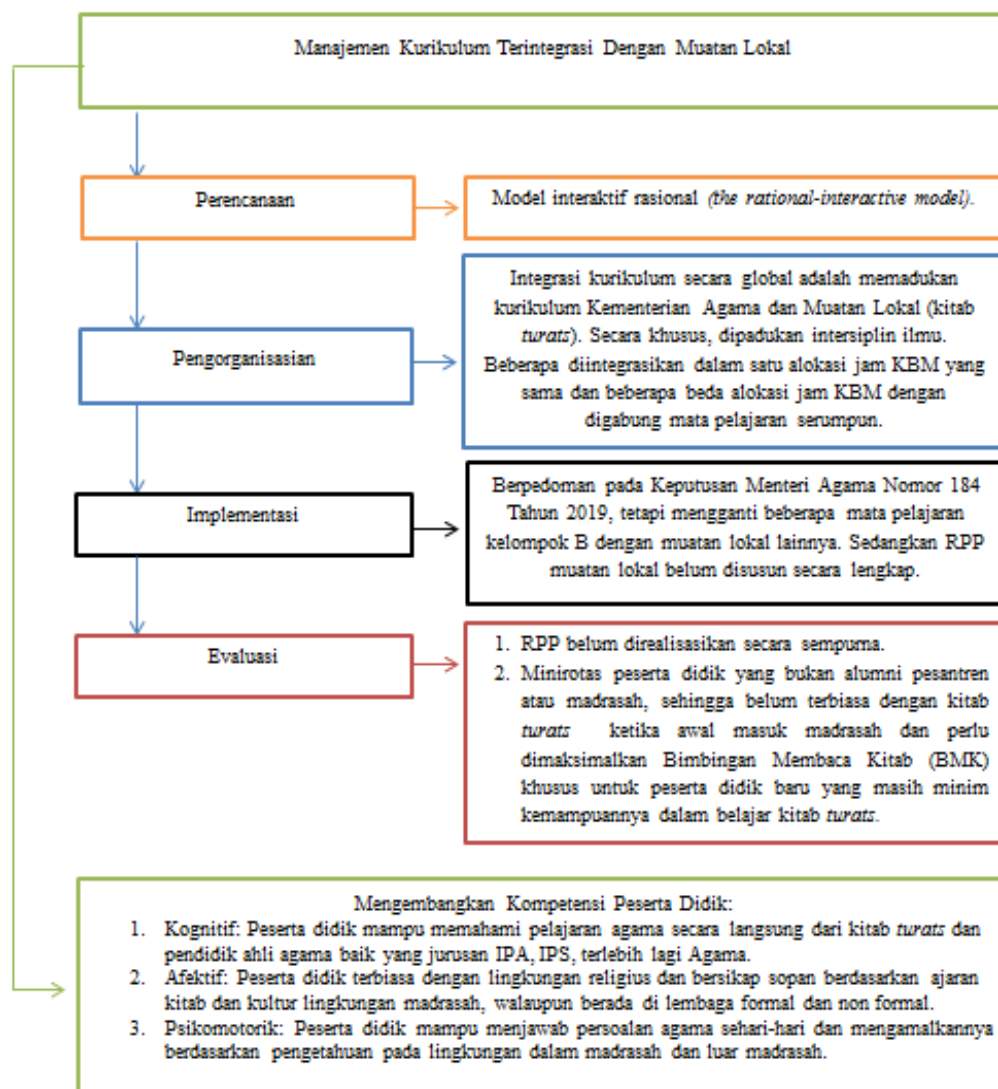 Manajemen Kurikulum Terintegrasi Dengan Muatan Lokal
Perencanaan
Model interaktif rasional (the rational-interactive model).
Pengorganisasian
Integrasi kurikulum secara global adalah memadukan
kurikulum Kementerian Agama dan Muatan Lokal (kitab
turats). Secara khusus, dipadukan intersiplin ilmu.
Beberapa diintegrasikan dalam satu alokasi jam KBM yang
sama dan beberapa beda alokasi jam KBM dengan
digabung mata pelajaran serumpun.
Implementasi
Berpedoman pada Keputusan Menteri Agama Nomor 184
Tahun 2019, tetapi mengganti beberapa mata pelajaran
kelompok B dengan muatan lokal lainnya. Sedangkan RPP
muatan lokal belum disusun secara lengkap.
Evaluasi
1. RPP belum direalisasikan secara sempurna.
2. Minirotas peserta didik yang bukan alumni pesantren
atau madrasah, sehingga belum terbiasa dengan kitab
turats ketika awal masuk madrasah dan perlu
dimaksimalkan Bimbingan Membaca Kitab (BMK)
khusus untuk peserta didik baru yang masih minim
kemampuannya dalam belajar kitab turats.
Mengembangkan Kompetensi Peserta Didik:
1. Kognitif: Peserta didik mampu memahami pelajaran agama secara langsung dari kitab turats dan
pendidik ahli agama baik yang jurusan IPA, IPS, terlebih lagi Agama.
2. Afektif: Peserta didik terbiasa dengan lingkungan religius dan bersikap sopan berdasarkan ajaran
kitab dan kultur lingkungan madrasah, walaupun berada di lembaga formal dan non formal.
3. Psikomotorik: Peserta didik mampu menjawab persoalan agama sehari-hari dan mengamalkannya
berdasarkan pengetahuan pada lingkungan dalam madrasah dan luar madrasah.